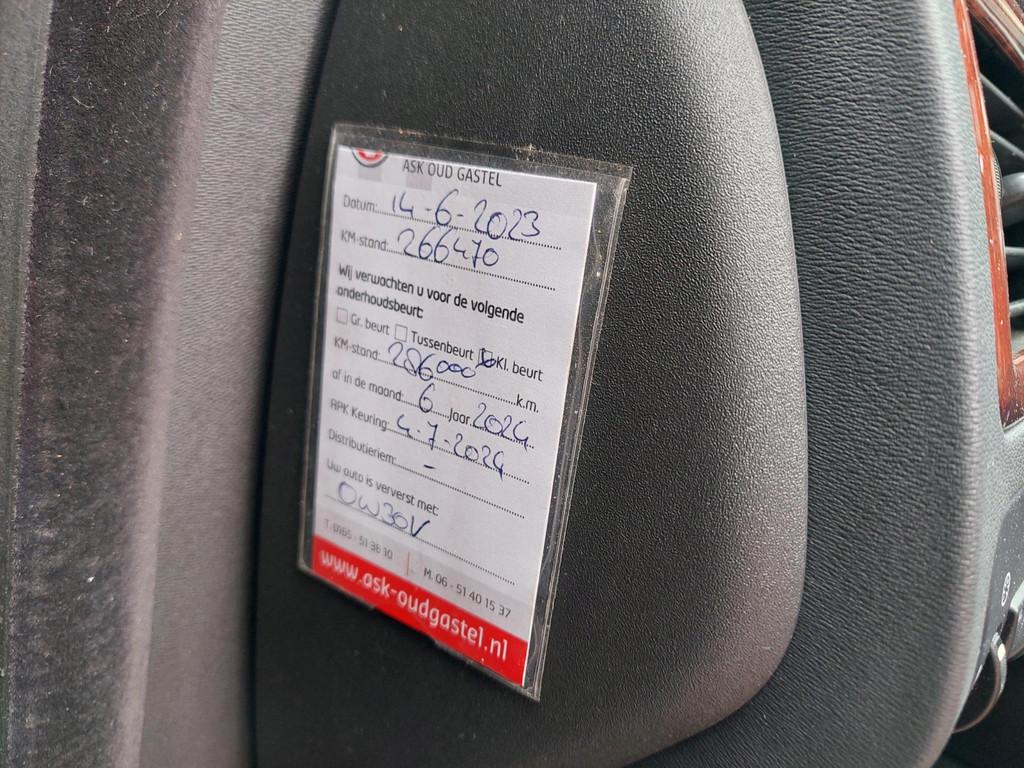 ASK OUD GASTEL
Datum: 14-6-2023
KM-stand: 266470
Wij verwachten u voor de volgende
onderhoudsbeurt:
Gr. beurt Tussenbeurt Kl. beurt
KM-stand: 286000 k.m.
of in de maand: 6 Jaar 2024
APK Keuring: 4-7-2024
Distributieriem: -
Uw auto is ververst met:
0W30V
T. 0165 - 51 38 10 M. 06 - 51 40 15 37
www.ask-oudgastel.nl